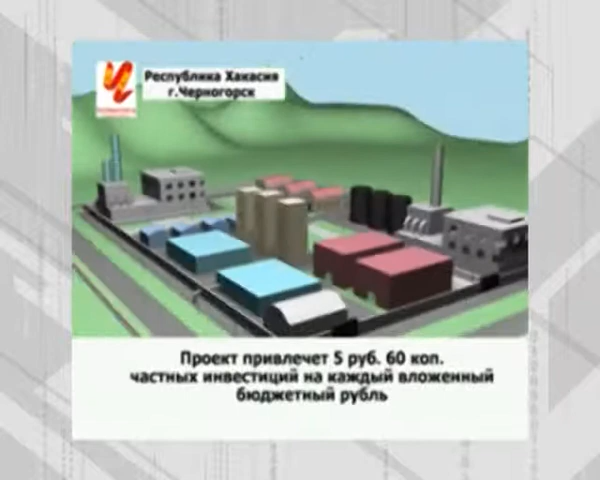 Республика Хакасия
г.Черногорск
Проект привлечет 5 руб. 60 коп.
частных инвестиций на каждый вложенный
бюджетный рубль